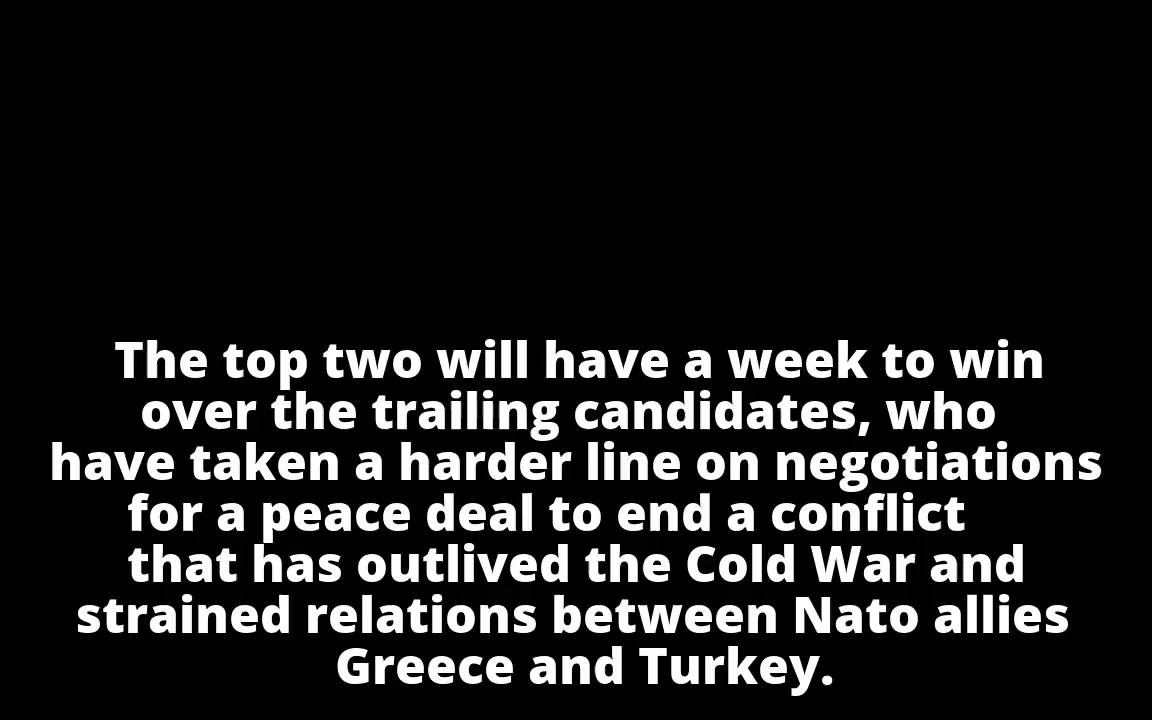 The top two will have a week to win
over the trailing candidates, who
have taken a harder line on negotiations
for a peace deal to end a conflict
that has outlived the Cold War and
strained relations between Nato allies
Greece and Turkey.